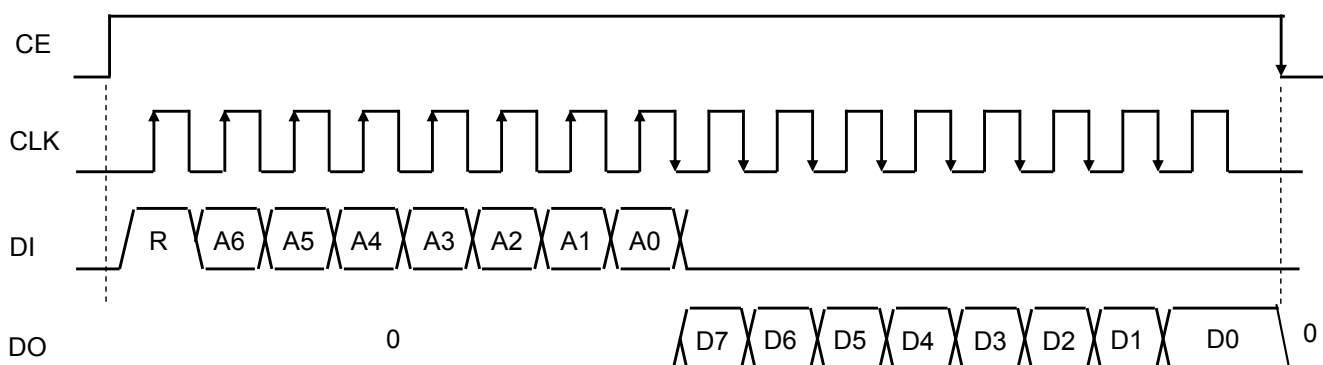 CE
CLK
DI R A6 A5 A4 A3 A2 A1 A0
DO 0 D7 D6 D5 D4 D3 D2 D1 D0 0